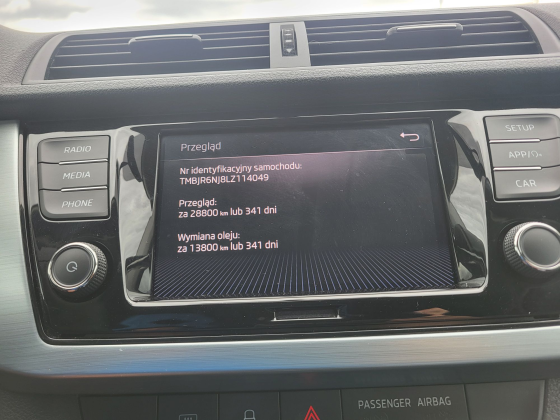 Przegląd
Nr identyfikacyjny samochodu:
TMBJR6NJ8LZ114049
Przegląd:
za 28800 km lub 341 dni
Wymiana oleju:
za 13800 km lub 341 dni
RADIO
MEDIA
PHONE
SETUP
APP/
CAR
PASSENGER AIRBAG